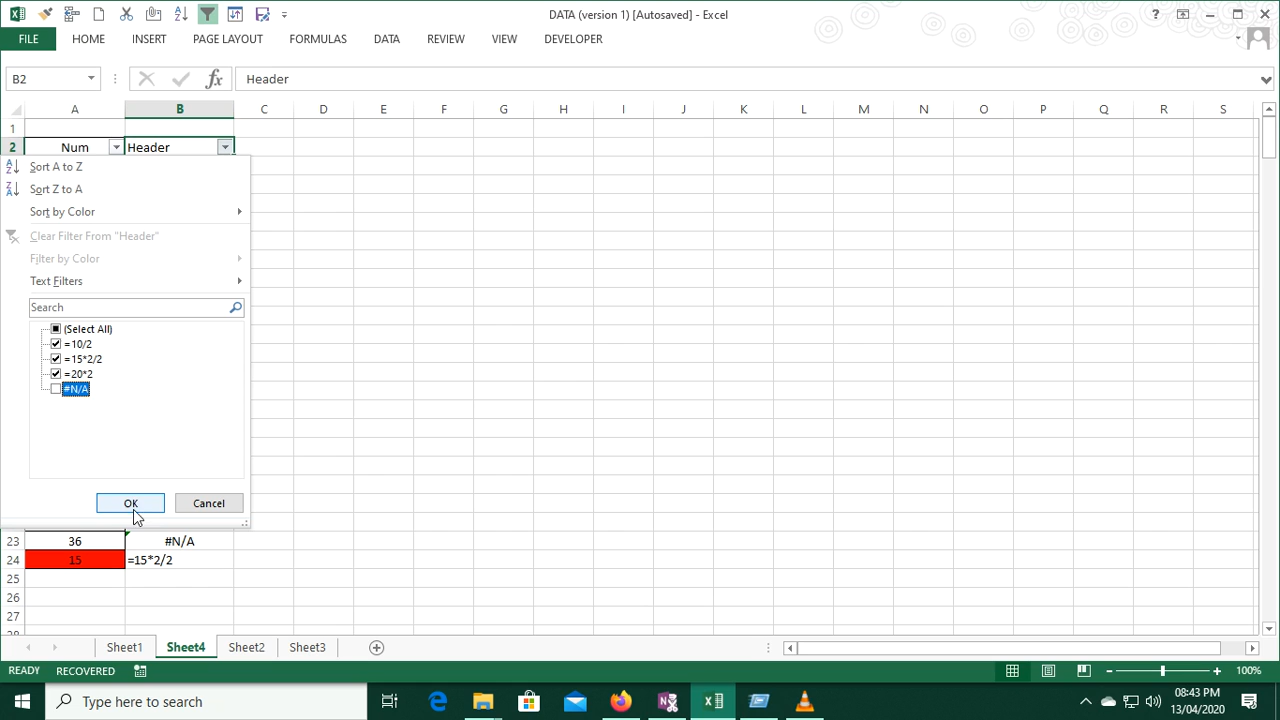 DATA (version 1) [Autosaved] - Excel
FILE HOME INSERT PAGE LAYOUT FORMULAS DATA REVIEW VIEW DEVELOPER
B2 fx Header
A B C D E F G H I J K L M N O P Q R S
1
2 Num Header
Sort A to Z
Sort Z to A
Sort by Color
Clear Filter From "Header"
Filter by Color
Text Filters
Search
(Select All)
=10/2
=15*2/2
=20*2
#N/A
OK Cancel
23 36 #N/A
24 15 =15*2/2
25
26
27
28
Sheet1 Sheet4 Sheet2 Sheet3
READY RECOVERED 100%
Type here to search
08:43 PM
13/04/2020